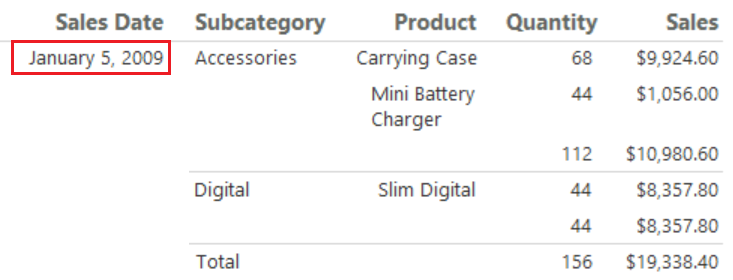 Sales Date Subcategory Product Quantity Sales
January 5, 2009 Accessories Carrying Case 68 $9,924.60
Mini Battery 44 $1,056.00
Charger
112 $10,980.60
Digital Slim Digital 44 $8,357.80
44 $8,357.80
Total 156 $19,338.40